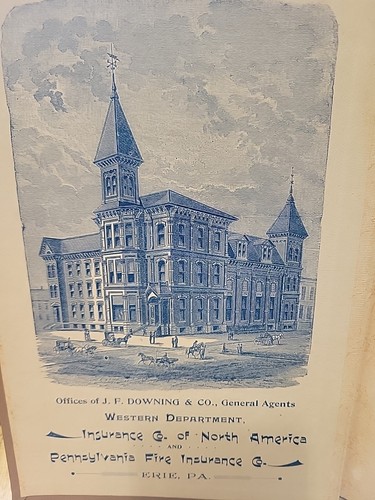 Offices of J. F. DOWNING & CO., General Agents
WESTERN DEPARTMENT,
Insurance Co. of North America
AND
Pennsylvania Fire Insurance Co.
ERIE, PA.